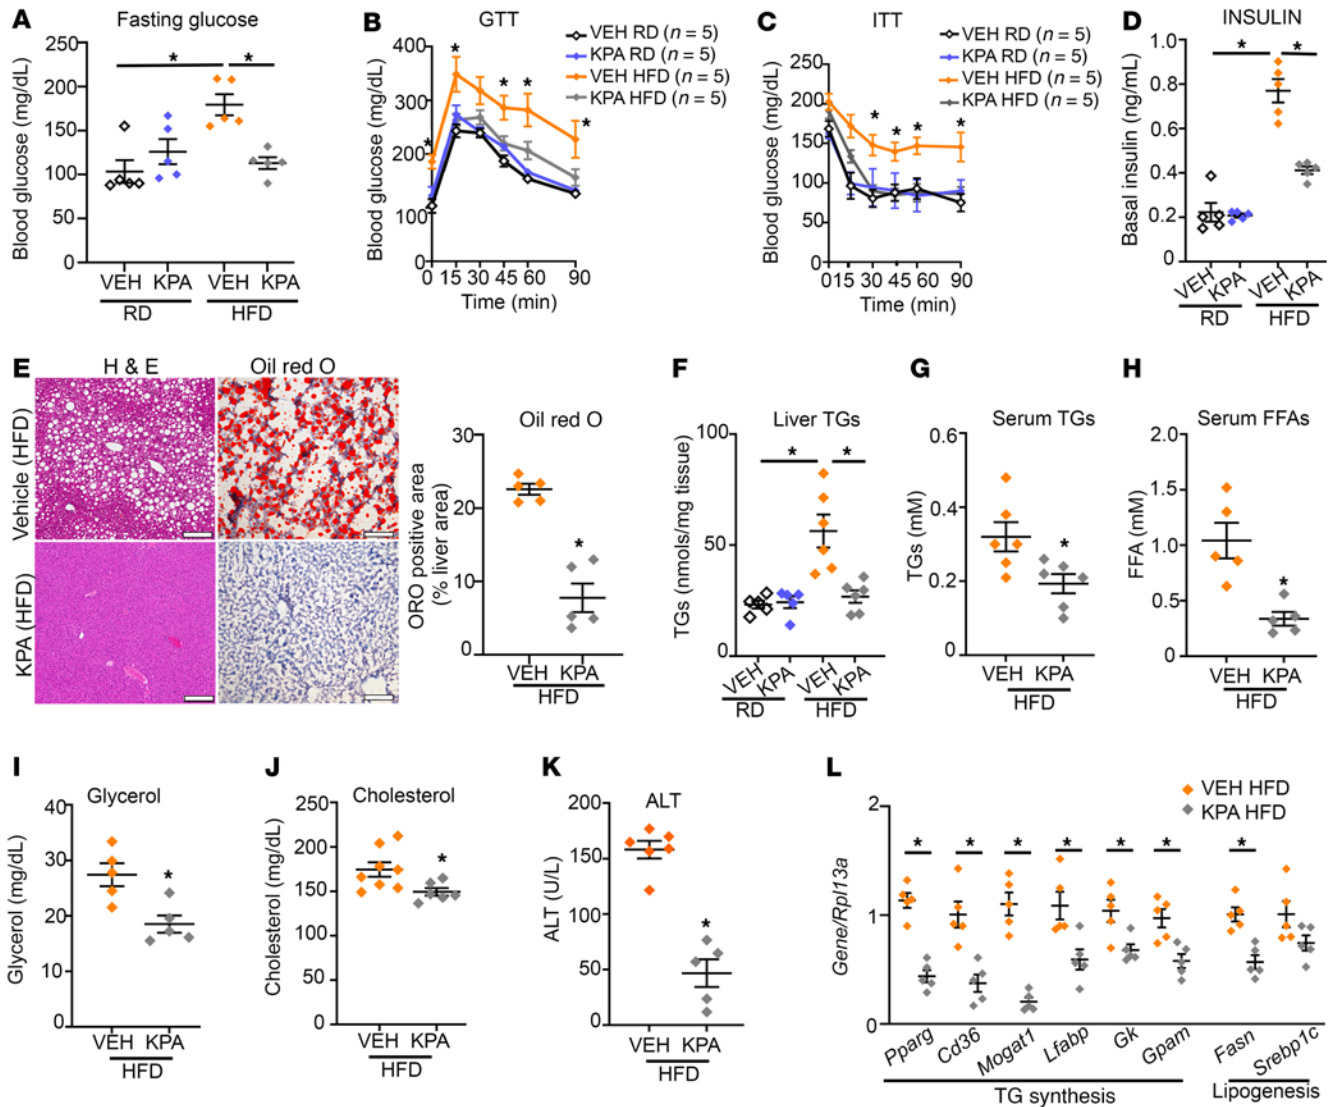 A
Fasting glucose
Blood glucose (mg/dL)
250
200
150
100
50
0
*
*
VEH KPA VEH KPA
RD HFD
B
GTT
VEH RD (n = 5)
KPA RD (n = 5)
VEH HFD (n = 5)
KPA HFD (n = 5)
Blood glucose (mg/dL)
400
300
200
100
0
* * * * *
0 15 30 45 60 90
Time (min)
C
ITT
VEH RD (n = 5)
KPA RD (n = 5)
VEH HFD (n = 5)
KPA HFD (n = 5)
Blood glucose (mg/dL)
250
200
150
100
50
0
* * * *
0 15 30 45 60 90
Time (min)
D
INSULIN
Basal insulin (ng/mL)
1.0
0.8
0.6
0.4
0.2
0
*
*
VEH KPA VEH KPA
RD HFD
E
H & E
Oil red O
Vehicle (HFD)
KPA (HFD)
Oil red O
ORO positive area
(% liver area)
30
20
10
0
*
VEH KPA
HFD
F
Liver TGs
TGs (nmols/mg tissue)
100
50
0
*
*
VEH KPA VEH KPA
RD HFD
G
Serum TGs
TGs (mM)
0.6
0.4
0.2
0
*
VEH KPA
HFD
H
Serum FFAs
FFA (mM)
2.0
1.5
1.0
0.5
0
*
VEH KPA
HFD
I
Glycerol
Glycerol (mg/dL)
40
30
20
10
0
*
VEH KPA
HFD
J
Cholesterol
Cholesterol (mg/dL)
250
200
150
100
50
0
*
VEH KPA
HFD
K
ALT
ALT (U/L)
200
150
100
50
0
*
VEH KPA
HFD
L
VEH HFD
KPA HFD
Gene/Rpl13a
2
1
0
* * * * * * *
Pparg Cd36 Mogat1 Lfabp Gk Gpam Fasn Srebp1c
TG synthesis Lipogenesis